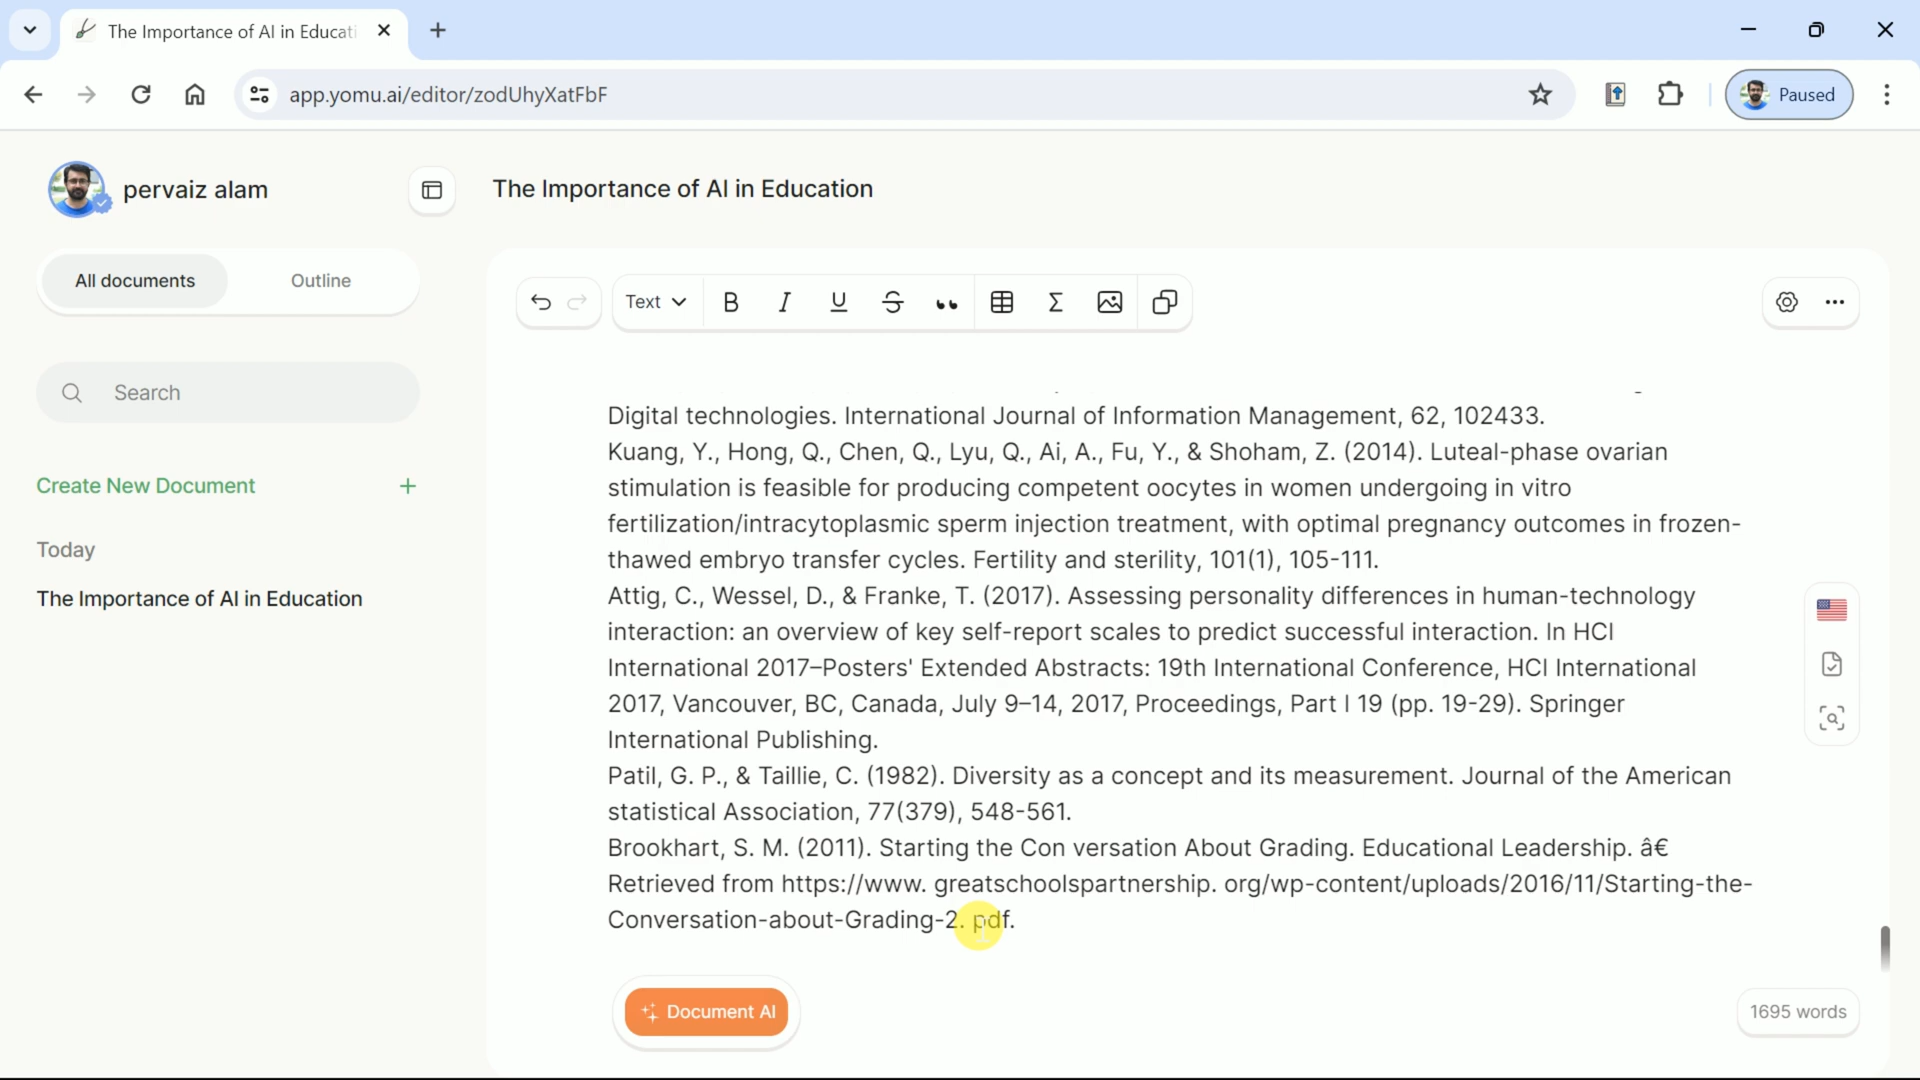 The Importance of AI in Educati
app.yomu.ai/editor/zodUhyXatFbF
Paused
pervaiz alam
The Importance of AI in Education
All documents
Outline
Text
Search
Create New Document
Today
The Importance of AI in Education
Digital technologies. International Journal of Information Management, 62, 102433.
Kuang, Y., Hong, Q., Chen, Q., Lyu, Q., Ai, A., Fu, Y., & Shoham, Z. (2014). Luteal-phase ovarian
stimulation is feasible for producing competent oocytes in women undergoing in vitro
fertilization/intracytoplasmic sperm injection treatment, with optimal pregnancy outcomes in frozen-
thawed embryo transfer cycles. Fertility and sterility, 101(1), 105-111.
Attig, C., Wessel, D., & Franke, T. (2017). Assessing personality differences in human-technology
interaction: an overview of key self-report scales to predict successful interaction. In HCI
International 2017–Posters' Extended Abstracts: 19th International Conference, HCI International
2017, Vancouver, BC, Canada, July 9–14, 2017, Proceedings, Part I 19 (pp. 19-29). Springer
International Publishing.
Patil, G. P., & Taillie, C. (1982). Diversity as a concept and its measurement. Journal of the American
statistical Association, 77(379), 548-561.
Brookhart, S. M. (2011). Starting the Con versation About Grading. Educational Leadership. â€
Retrieved from https://www. greatschoolspartnership. org/wp-content/uploads/2016/11/Starting-the-
Conversation-about-Grading-2. pdf.
Document AI
1695 words